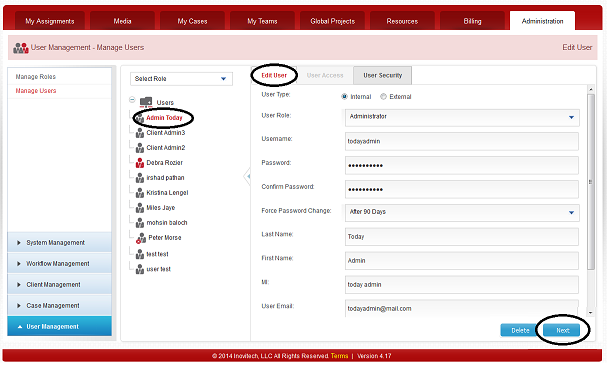 My Assignments
Media
My Cases
My Teams
Global Projects
Resources
Billing
Administration
User Management - Manage Users
Edit User
Manage Roles
Manage Users
System Management
Workflow Management
Client Management
Case Management
User Management
Select Role
Users
Admin Today
Client Admin3
Client Admin2
Debra Rozier
irshad pathan
Kristina Lengel
Miles Jaye
mohsin baloch
Peter Morse
test test
user test
Edit User
User Access
User Security
User Type:
Internal
External
User Role:
Administrator
Username:
todayadmin
Password:
••••••••••
Confirm Password:
••••••••••
Force Password Change:
After 90 Days
Last Name:
Today
First Name:
Admin
MI:
today admin
User Email:
todayadmin@mail.com
Delete
Next
© 2014 Inovitech, LLC All Rights Reserved. Terms | Version 4.17